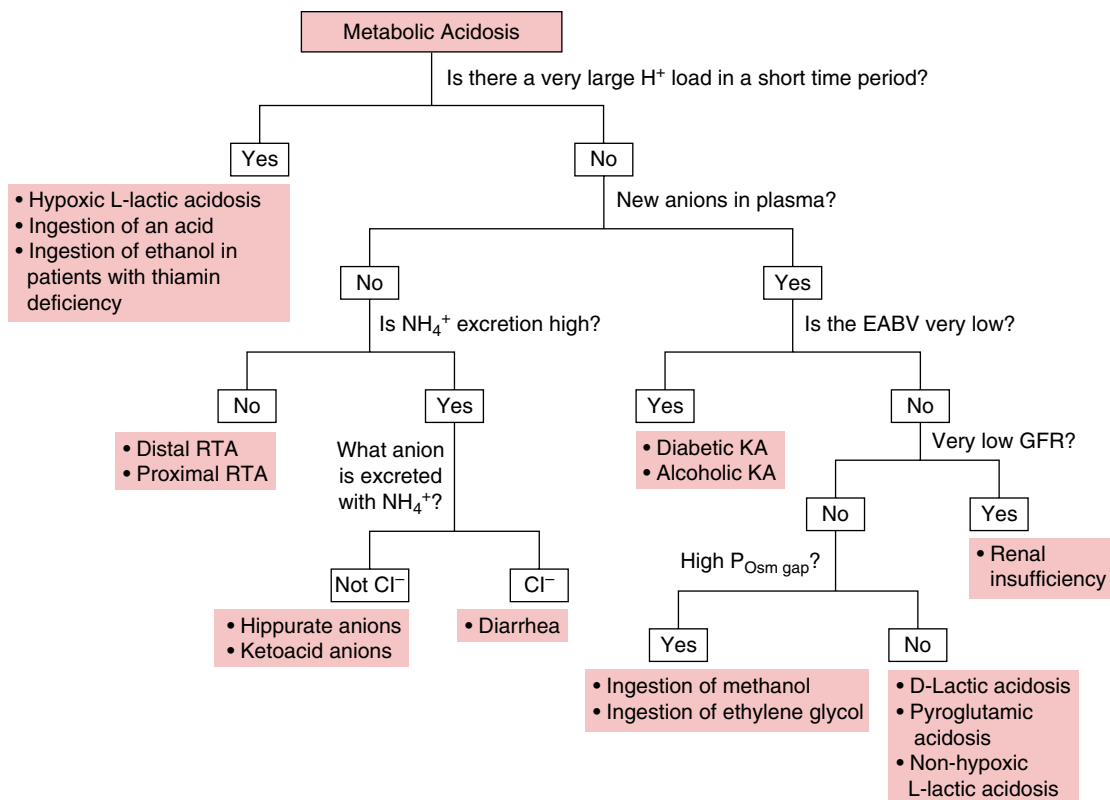 Metabolic Acidosis
Is there a very large H⁺ load in a short time period?
Yes
No
• Hypoxic L-lactic acidosis
• Ingestion of an acid
• Ingestion of ethanol in
patients with thiamin
deficiency
New anions in plasma?
No
Yes
Is NH₄⁺ excretion high?
Is the EABV very low?
No
Yes
Yes
No
• Distal RTA
• Proximal RTA
What anion
is excreted
with NH₄⁺?
• Diabetic KA
• Alcoholic KA
Very low GFR?
No
Yes
High P_Osm gap?
• Renal
insufficiency
Not Cl⁻
Cl⁻
• Hippurate anions
• Ketoacid anions
• Diarrhea
Yes
No
• Ingestion of methanol
• Ingestion of ethylene glycol
• D-Lactic acidosis
• Pyroglutamic
acidosis
• Non-hypoxic
L-lactic acidosis